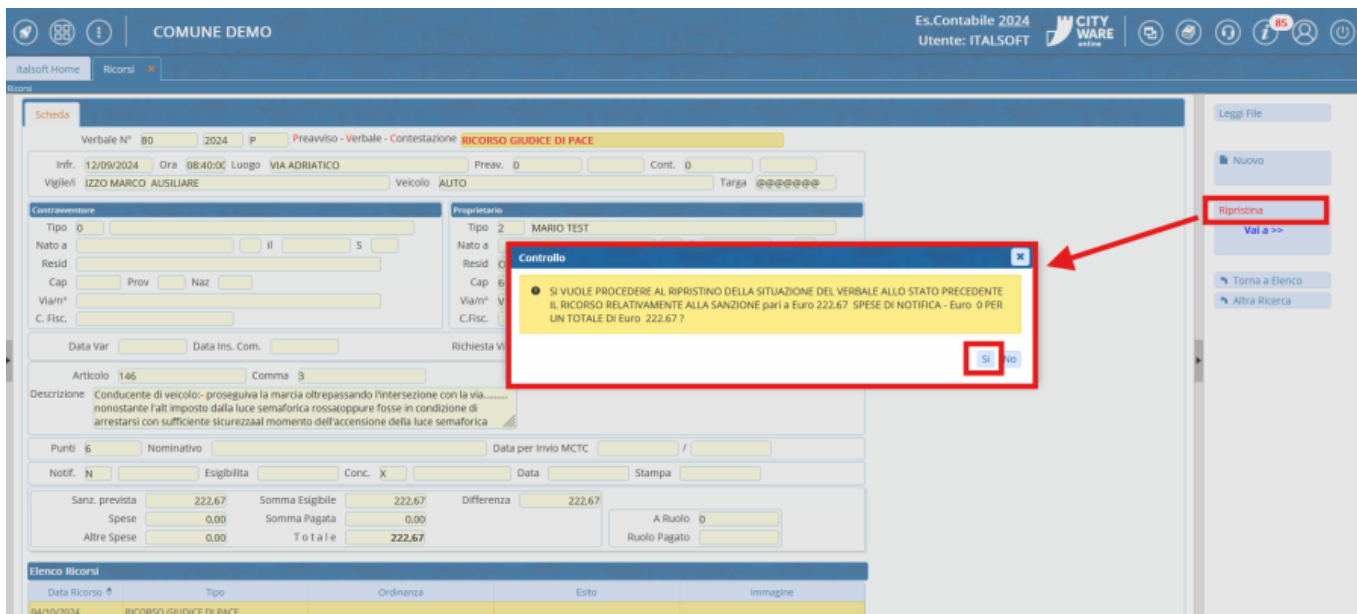 COMUNE DEMO
Es.Contabile 2024
Utente: ITALSOFT
CITY
WARE
online
85
italsoft Home
Ricorsi
Ricorsi
Scheda
Verbale N° 80 2024 P Preavviso - Verbale - Contestazione RICORSO GIUDICE DI PACE
Infr. 12/09/2024 Ora 08:40:00 Luogo VIA ADRIATICO Preav. 0 Cont. 0
Vigile/i IZZO MARCO AUSILIARE Veicolo AUTO Targa @@@@@@@
Contravventore
Tipo 0
Nato a il S
Resid
Cap Prov Naz
Via/n°
C. Fisc.
Proprietario
Tipo 2 MARIO TEST
Nato a
Resid
Cap
Via/n° V
C.Fisc.
Data Var Data Ins. Com. Richiesta
Controllo
SI VUOLE PROCEDERE AL RIPRISTINO DELLA SITUAZIONE DEL VERBALE ALLO STATO PRECEDENTE
IL RICORSO RELATIVAMENTE ALLA SANZIONE pari a Euro 222.67 SPESE DI NOTIFICA - Euro 0 PER
UN TOTALE DI Euro 222.67 ?
Si No
Articolo 146 Comma 3
Descrizione Conducente di veicolo:- proseguiva la marcia oltrepassando l'intersezione con la via.........
nonostante l'alt imposto dalla luce semaforica rossa(oppure fosse in condizione di
arrestarsi con sufficiente sicurezzaal momento dell'accensione della luce semaforica
Punti 6 Nominativo Data per Invio MCTC /
Notif. N Esigibilita Conc. X Data Stampa
Sanz. prevista 222,67 Somma Esigibile 222,67 Differenza 222,67
Spese 0,00 Somma Pagata 0,00 A Ruolo 0
Altre Spese 0,00 Totale 222,67 Ruolo Pagato
Elenco Ricorsi
Data Ricorso Tipo Ordinanza Esito Immagine
04/10/2024 RICORSO GIUDICE DI PACE
Leggi File
Nuovo
Ripristina
Vai a >>
Torna a Elenco
Altra Ricerca